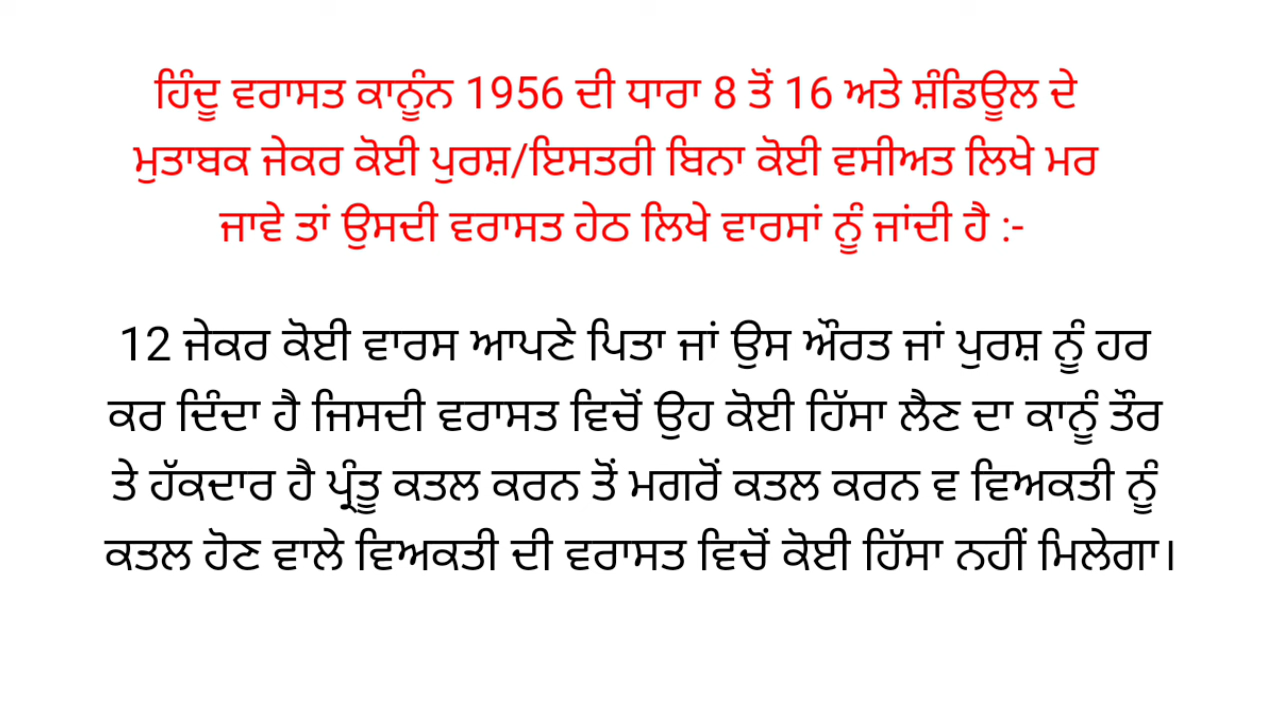 ਹਿੰਦੂ ਵਰਾਸਤ ਕਾਨੂੰਨ 1956 ਦੀ ਧਾਰਾ 8 ਤੋਂ 16 ਅਤੇ ਸ਼ੰਡਿਊਲ ਦੇ
ਮੁਤਾਬਕ ਜੇਕਰ ਕੋਈ ਪੁਰਸ਼/ਇਸਤਰੀ ਬਿਨਾ ਕੋਈ ਵਸੀਅਤ ਲਿਖੇ ਮਰ
ਜਾਵੇ ਤਾਂ ਉਸਦੀ ਵਰਾਸਤ ਹੇਠ ਲਿਖੇ ਵਾਰਸਾਂ ਨੂੰ ਜਾਂਦੀ ਹੈ :-
12 ਜੇਕਰ ਕੋਈ ਵਾਰਸ ਆਪਣੇ ਪਿਤਾ ਜਾਂ ਉਸ ਔਰਤ ਜਾਂ ਪੁਰਸ਼ ਨੂੰ ਹਰ
ਕਰ ਦਿੰਦਾ ਹੈ ਜਿਸਦੀ ਵਰਾਸਤ ਵਿਚੋਂ ਉਹ ਕੋਈ ਹਿੱਸਾ ਲੈਣ ਦਾ ਕਾਨੂੰ ਤੌਰ
ਤੇ ਹੱਕਦਾਰ ਹੈ ਪ੍ਰੰਤੂ ਕਤਲ ਕਰਨ ਤੋਂ ਮਗਰੋਂ ਕਤਲ ਕਰਨ ਵ ਵਿਅਕਤੀ ਨੂੰ
ਕਤਲ ਹੋਣ ਵਾਲੇ ਵਿਅਕਤੀ ਦੀ ਵਰਾਸਤ ਵਿਚੋਂ ਕੋਈ ਹਿੱਸਾ ਨਹੀਂ ਮਿਲੇਗਾ।